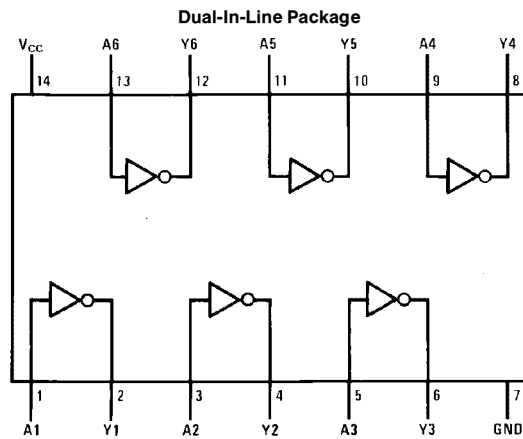 Dual-In-Line Package
VCC A6 Y6 A5 Y5 A4 Y4
14 13 12 11 10 9 8
1 2 3 4 5 6 7
A1 Y1 A2 Y2 A3 Y3 GND